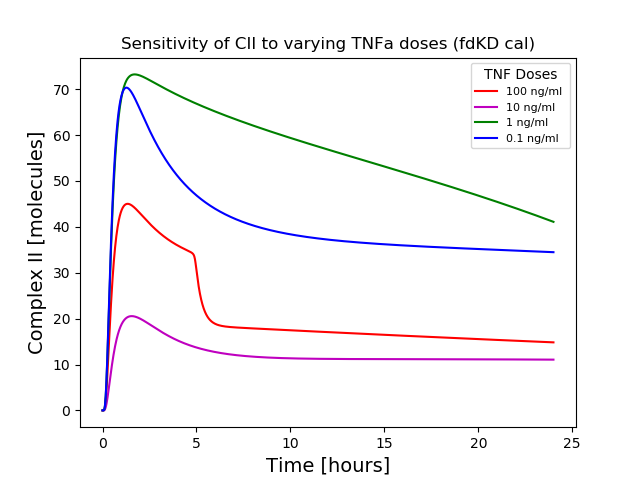 Sensitivity of CII to varying TNFa doses (fdKD cal)
TNF Doses
100 ng/ml
10 ng/ml
1 ng/ml
0.1 ng/ml
Complex II [molecules]
70
60
50
40
30
20
10
0
0 5 10 15 20 25
Time [hours]